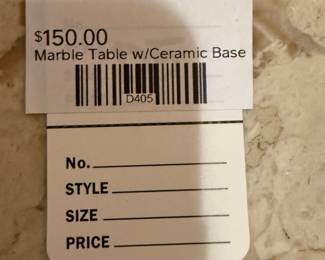 $150.00
Marble Table w/Ceramic Base
D405
No.
STYLE
SIZE
PRICE